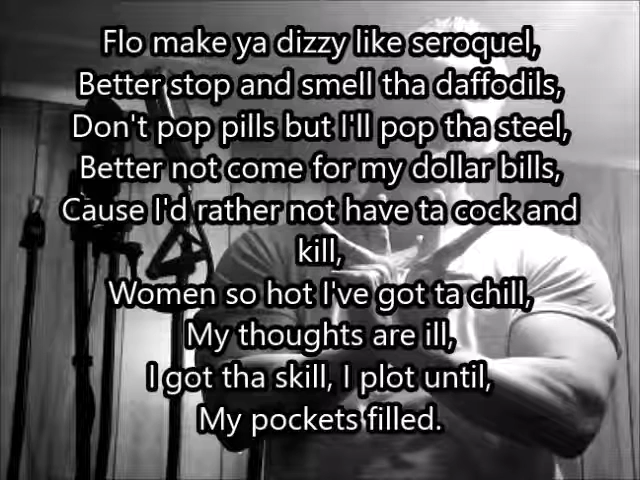 Flo make ya dizzy like seroquel,
Better stop and smell tha daffodils,
Don't pop pills but I'll pop tha steel,
Better not come for my dollar bills,
Cause I'd rather not have ta cock and
kill,
Women so hot I've got ta chill,
My thoughts are ill,
I got tha skill, I plot until,
My pockets filled.